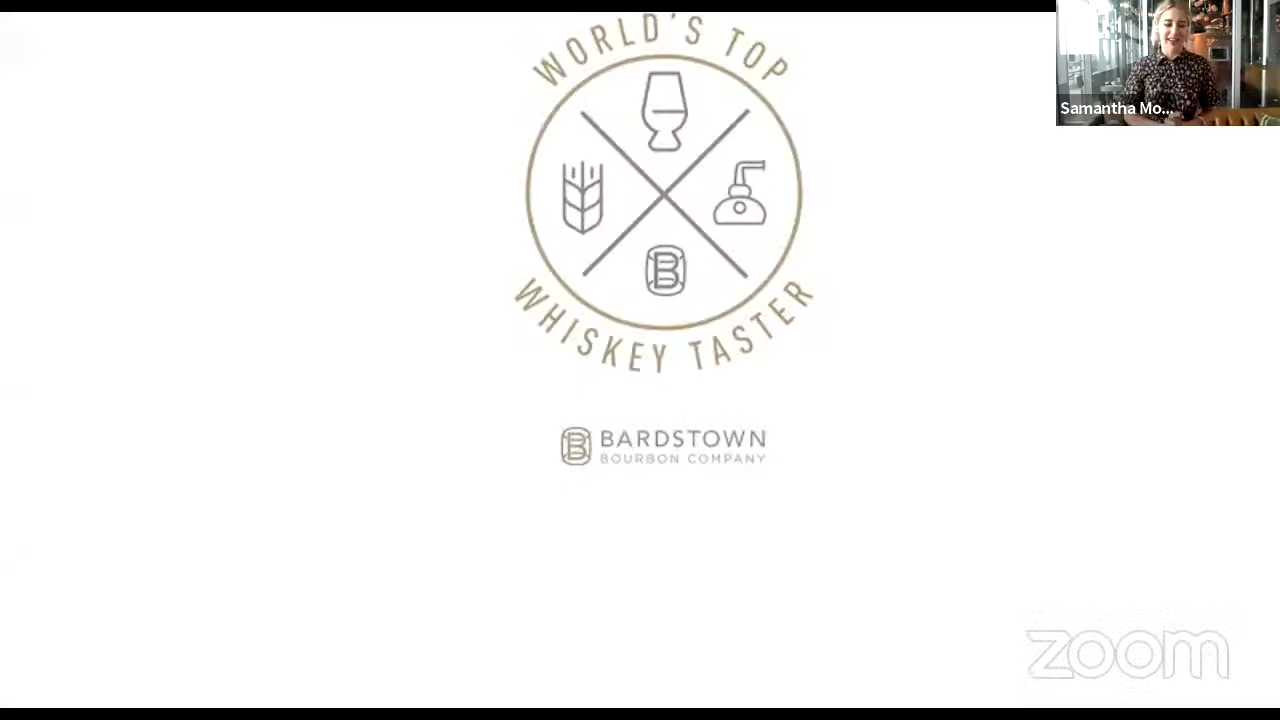 WORLD'S TOP
Samantha Mo...
B
WHISKEY TASTER
B BARDSTOWN
BOURBON COMPANY
zoom